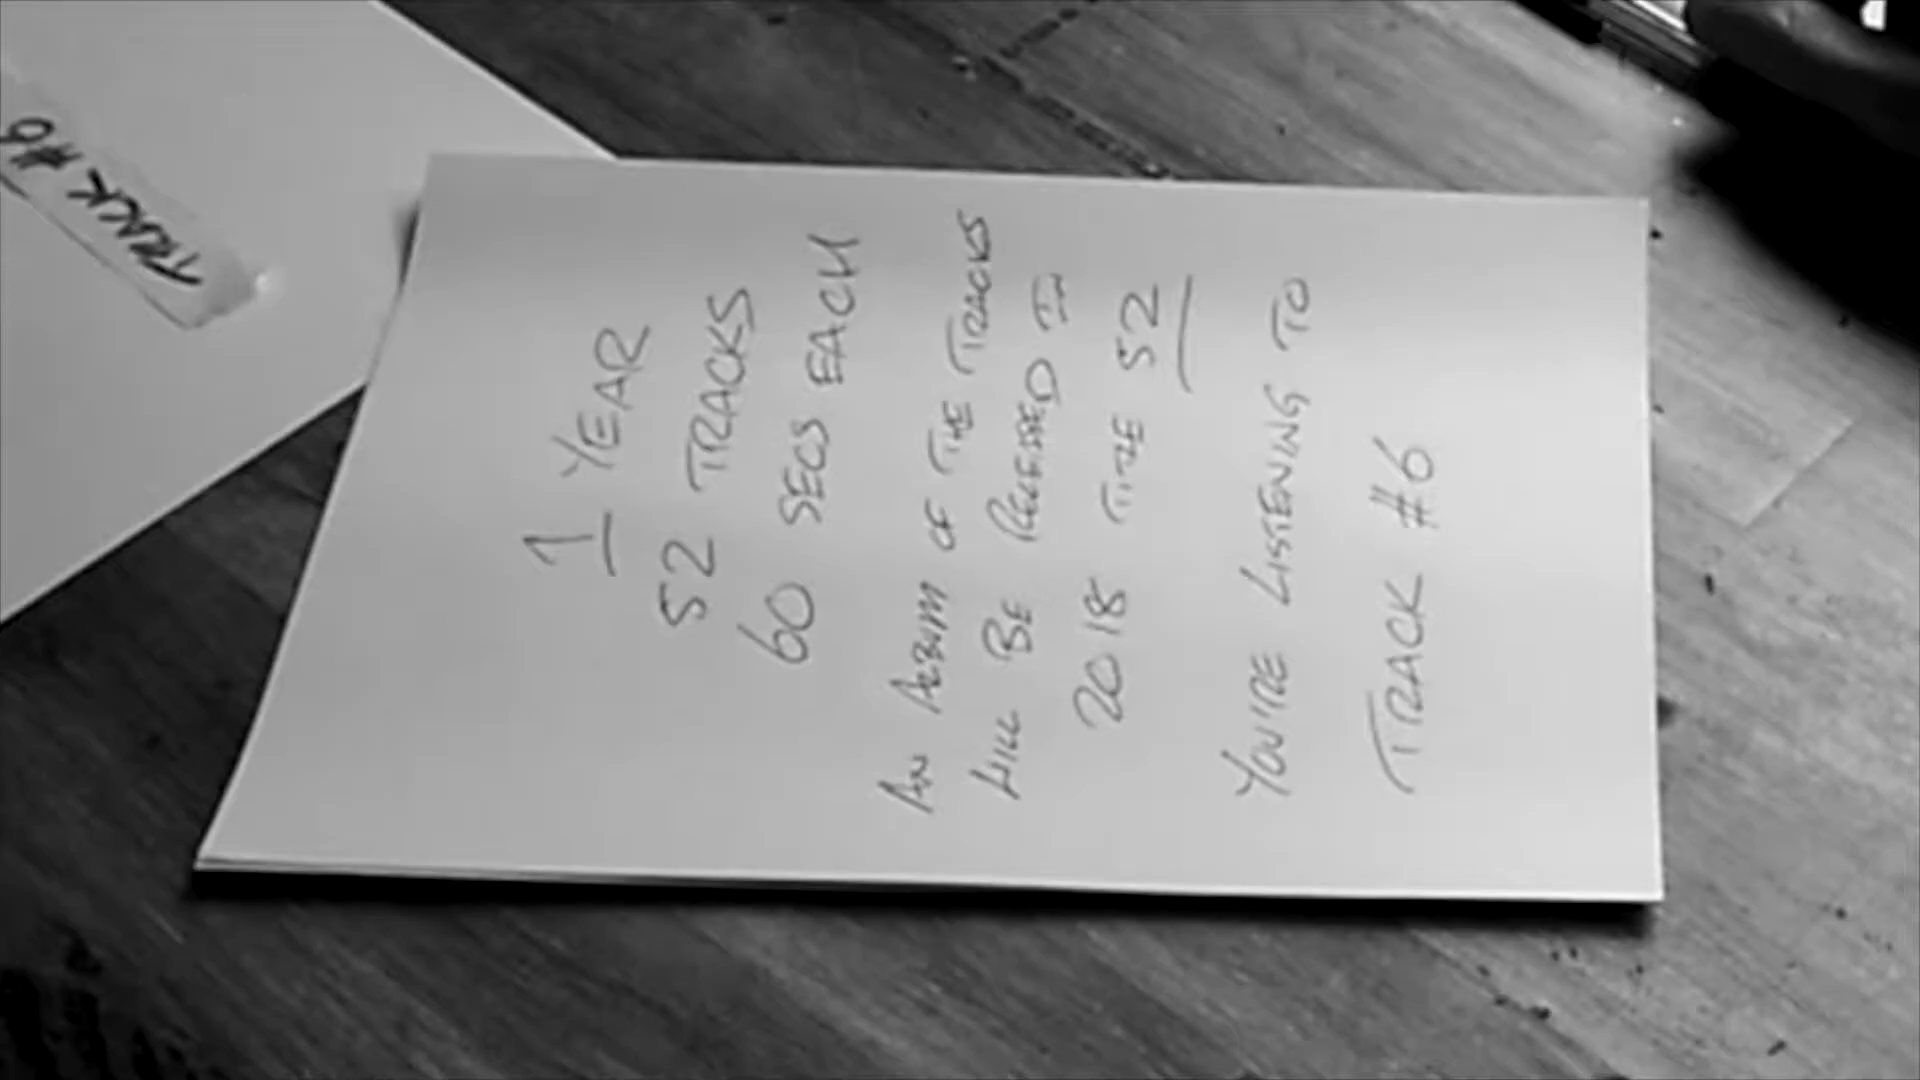 1 YEAR
52 TRACKS
60 SECS EACH
AN ALBUM OF THE TRACKS
WILL BE RELEASED IN
2018 TITLE 52
YOU'RE LISTENING TO
TRACK #6
TRACK #6